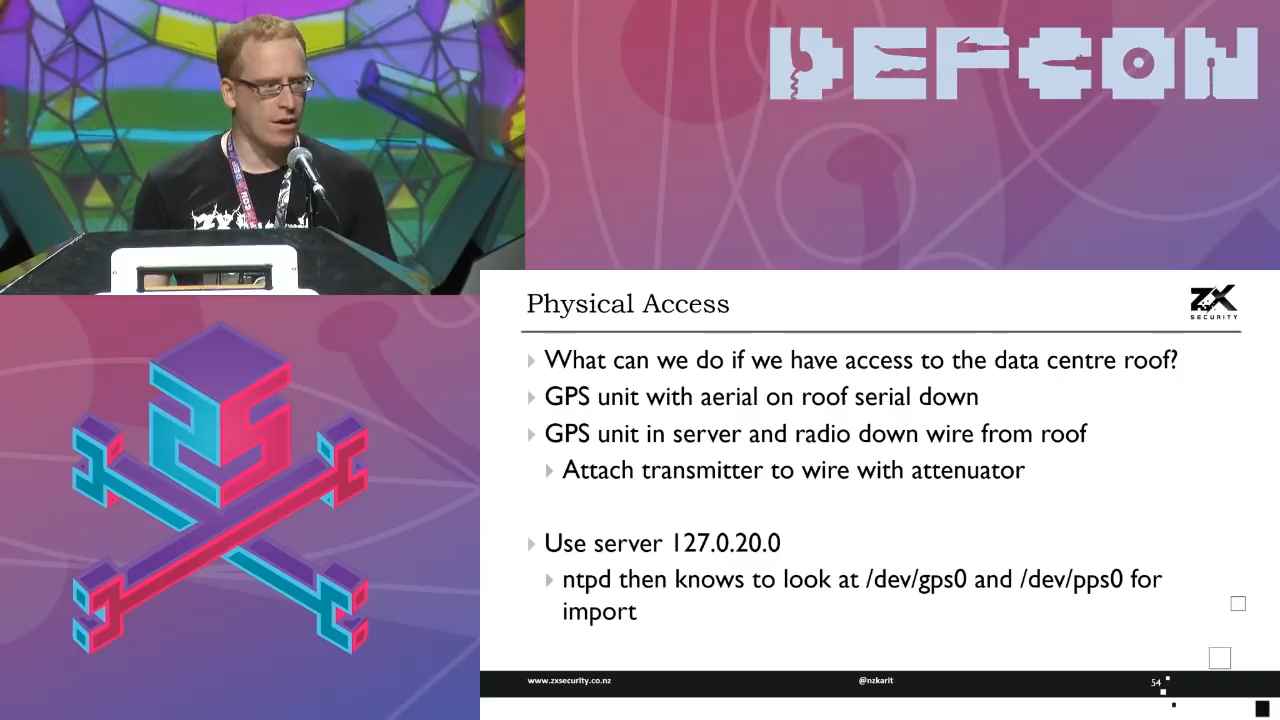 DEFCON
Physical Access
ZX
SECURITY
What can we do if we have access to the data centre roof?
GPS unit with aerial on roof serial down
GPS unit in server and radio down wire from roof
Attach transmitter to wire with attenuator
Use server 127.0.20.0
ntpd then knows to look at /dev/gps0 and /dev/pps0 for
import
www.zxsecurity.co.nz
@nzkarit
54